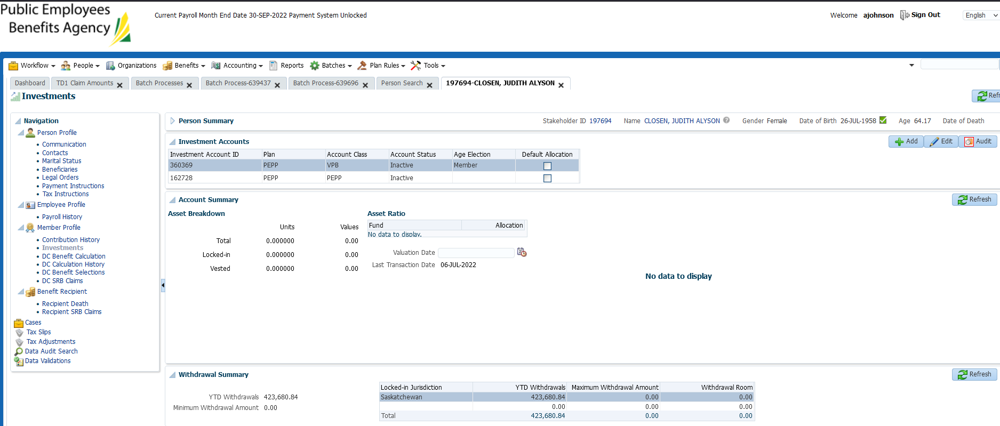 Public Employees
Benefits Agency
Current Payroll Month End Date 30-SEP-2022 Payment System Unlocked
Welcome ajohnson Sign Out English
Workflow People Organizations Benefits Accounting Reports Batches Plan Rules Tools
Dashboard TD1 Claim Amounts Batch Processes Batch Process-639437 Batch Process-639696 Person Search 197694-CLOSEN, JUDITH ALYSON
Investments
Refr
Navigation
Person Profile
Communication
Contacts
Marital Status
Beneficiaries
Legal Orders
Payment Instructions
Tax Instructions
Employee Profile
Payroll History
Member Profile
Contribution History
Investments
DC Benefit Calculation
DC Calculation History
DC Benefit Selections
DC SRB Claims
Benefit Recipient
Recipient Death
Recipient SRB Claims
Cases
Tax Slips
Tax Adjustments
Data Audit Search
Data Validations
Person Summary Stakeholder ID 197694 Name CLOSEN, JUDITH ALYSON Gender Female Date of Birth 26-JUL-1958 Age 64.17 Date of Death
Investment Accounts Add Edit Audit
Investment Account ID Plan Account Class Account Status Age Election Default Allocation
360369 PEPP VPB Inactive Member
162728 PEPP PEPP Inactive
Account Summary Refresh
Asset Breakdown
Units Values
Total 0.000000 0.00
Locked-in 0.000000 0.00
Vested 0.000000 0.00
Asset Ratio
Fund Allocation
No data to display.
Valuation Date
Last Transaction Date 06-JUL-2022
No data to display
Withdrawal Summary Refresh
YTD Withdrawals 423,680.84
Minimum Withdrawal Amount 0.00
Locked-in Jurisdiction YTD Withdrawals Maximum Withdrawal Amount Withdrawal Room
Saskatchewan 423,680.84 0.00 0.00
0.00 0.00 0.00
Total 423,680.84 0.00 0.00